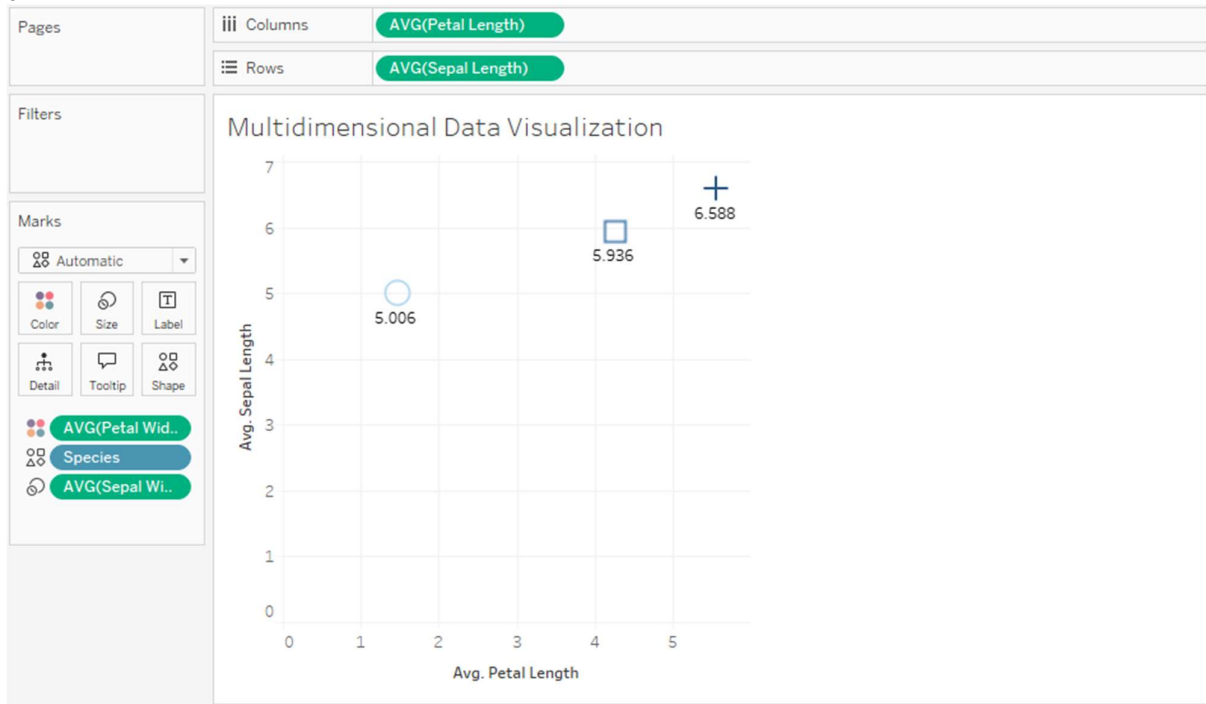 Pages
Columns
AVG(Petal Length)
Rows
AVG(Sepal Length)
Filters
Marks
Automatic
Color
Size
Label
Detail
Tooltip
Shape
AVG(Petal Wid..
Species
AVG(Sepal Wi..
Multidimensional Data Visualization
7
6
5
4
3
2
1
0
Avg. Sepal Length
6.588
5.936
5.006
0 1 2 3 4 5
Avg. Petal Length